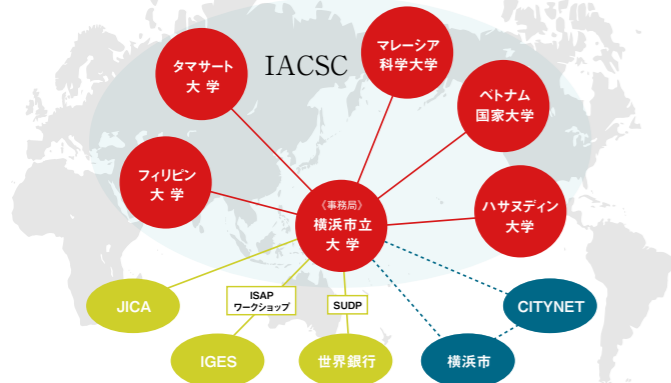 IACSC
マレーシア
科学大学
タマサート
大 学
ベトナム
国家大学
フィリピン
大 学
《事務局》
横浜市立
大 学
ハサヌディン
大学
JICA
ISAP
ワークショップ
SUDP
CITYNET
IGES
世界銀行
横浜市